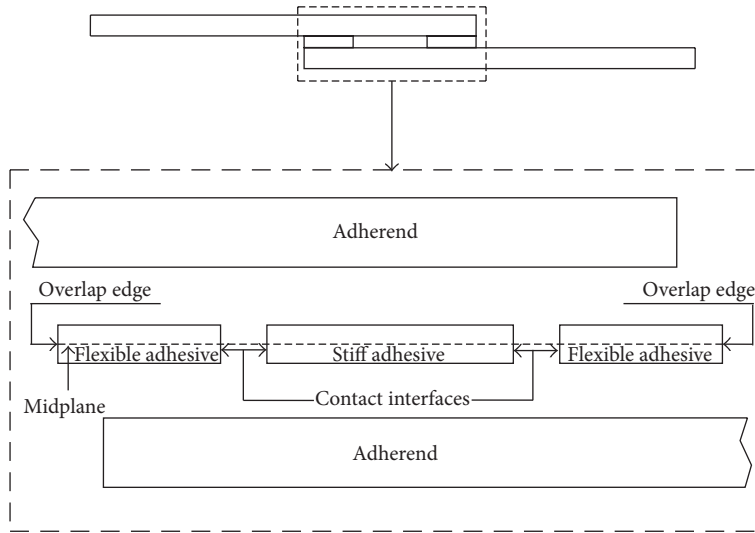 Adherend
Overlap edge
Overlap edge
Flexible adhesive
Stiff adhesive
Flexible adhesive
Midplane
Contact interfaces
Adherend